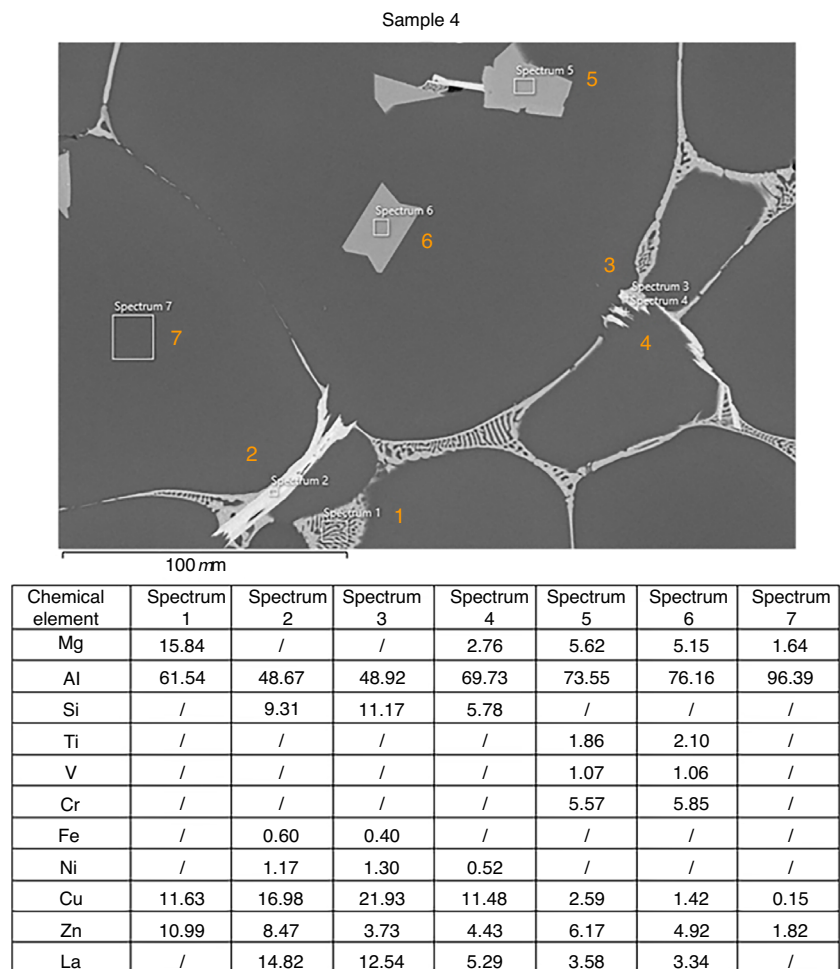 Sample 4
Spectrum 5
5
Spectrum 6
6
3
Spectrum 3
Spectrum 4
4
Spectrum 7
7
2
Spectrum 2
Spectrum 1
1
100 mm
Chemical element Spectrum 1 Spectrum 2 Spectrum 3 Spectrum 4 Spectrum 5 Spectrum 6 Spectrum 7
Mg 15.84 / / 2.76 5.62 5.15 1.64
Al 61.54 48.67 48.92 69.73 73.55 76.16 96.39
Si / 9.31 11.17 5.78 / / /
Ti / / / / 1.86 2.10 /
V / / / / 1.07 1.06 /
Cr / / / / 5.57 5.85 /
Fe / 0.60 0.40 / / / /
Ni / 1.17 1.30 0.52 / / /
Cu 11.63 16.98 21.93 11.48 2.59 1.42 0.15
Zn 10.99 8.47 3.73 4.43 6.17 4.92 1.82
La / 14.82 12.54 5.29 3.58 3.34 /